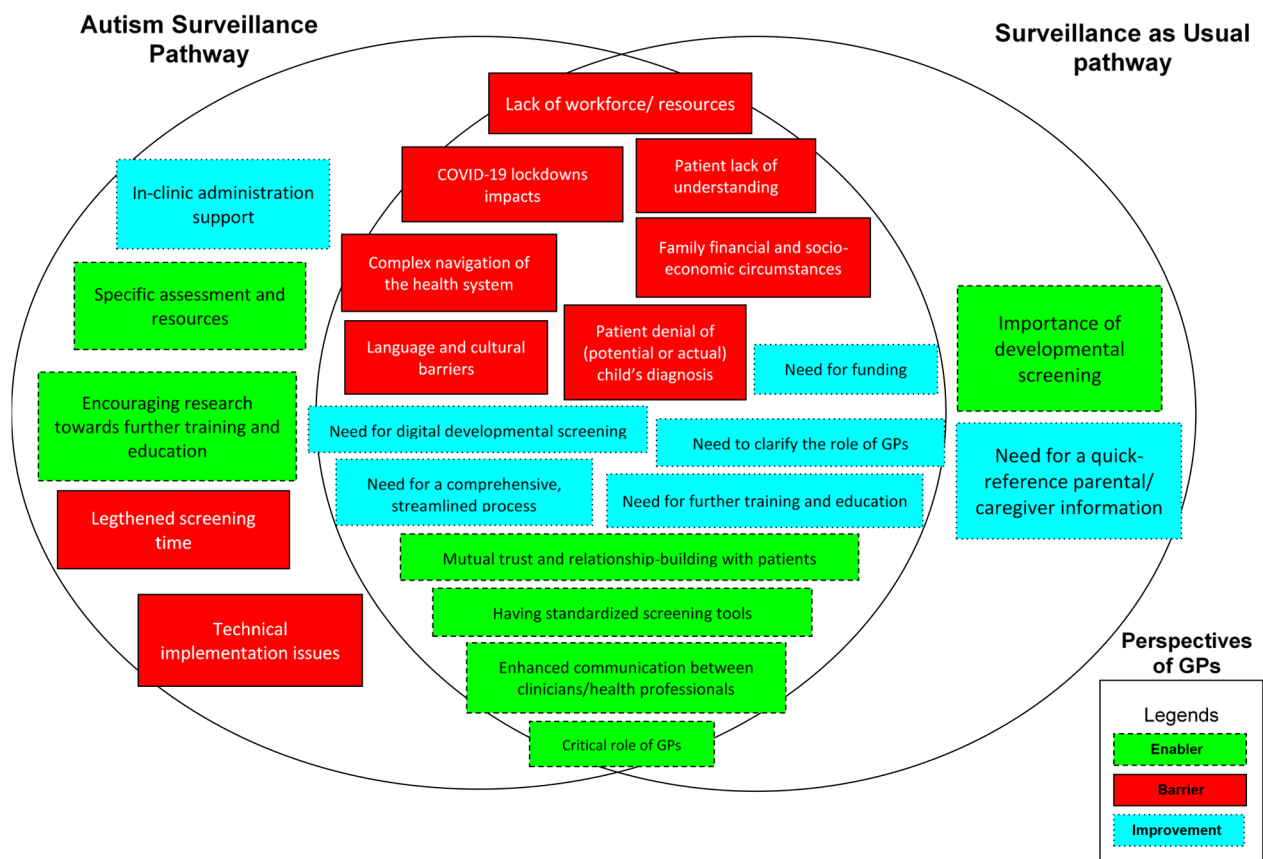 Autism Surveillance
Pathway
Surveillance as Usual
pathway
Lack of workforce/ resources
COVID-19 lockdowns
impacts
Patient lack of
understanding
In-clinic administration
support
Complex navigation of
the health system
Family financial and socio-
economic circumstances
Specific assessment and
resources
Language and cultural
barriers
Patient denial of
(potential or actual)
child's diagnosis
Need for funding
Importance of
developmental
screening
Encouraging research
towards further training and
education
Need for digital developmental screening
Need to clarify the role of GPs
Need for a quick-
reference parental/
caregiver information
Need for a comprehensive,
streamlined process
Need for further training and education
Legthened screening
time
Mutual trust and relationship-building with patients
Having standardized screening tools
Technical
implementation issues
Enhanced communication between
clinicians/health professionals
Critical role of GPs
Perspectives
of GPs
Legends
Enabler
Barrier
Improvement